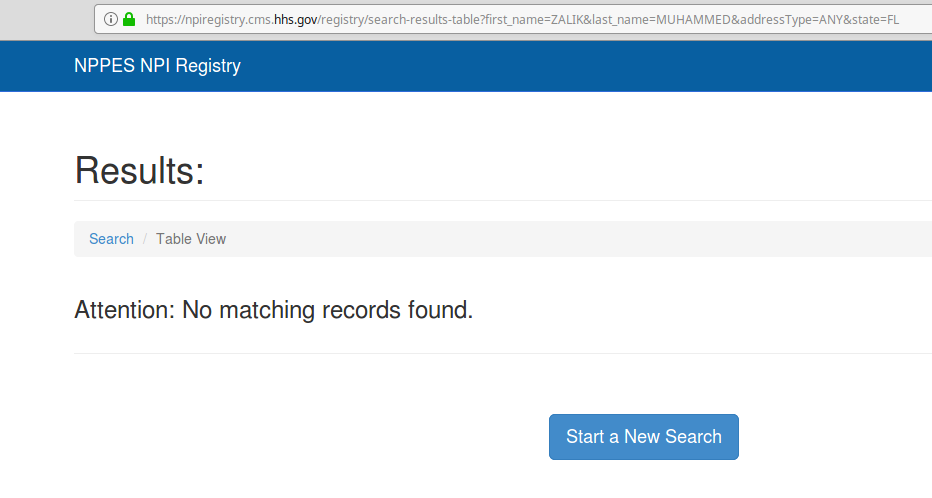 https://npiregistry.cms.hhs.gov/registry/search-results-table?first_name=ZALIK&last_name=MUHAMMED&addressType=ANY&state=FL
NPPES NPI Registry
Results:
Search / Table View
Attention: No matching records found.
Start a New Search